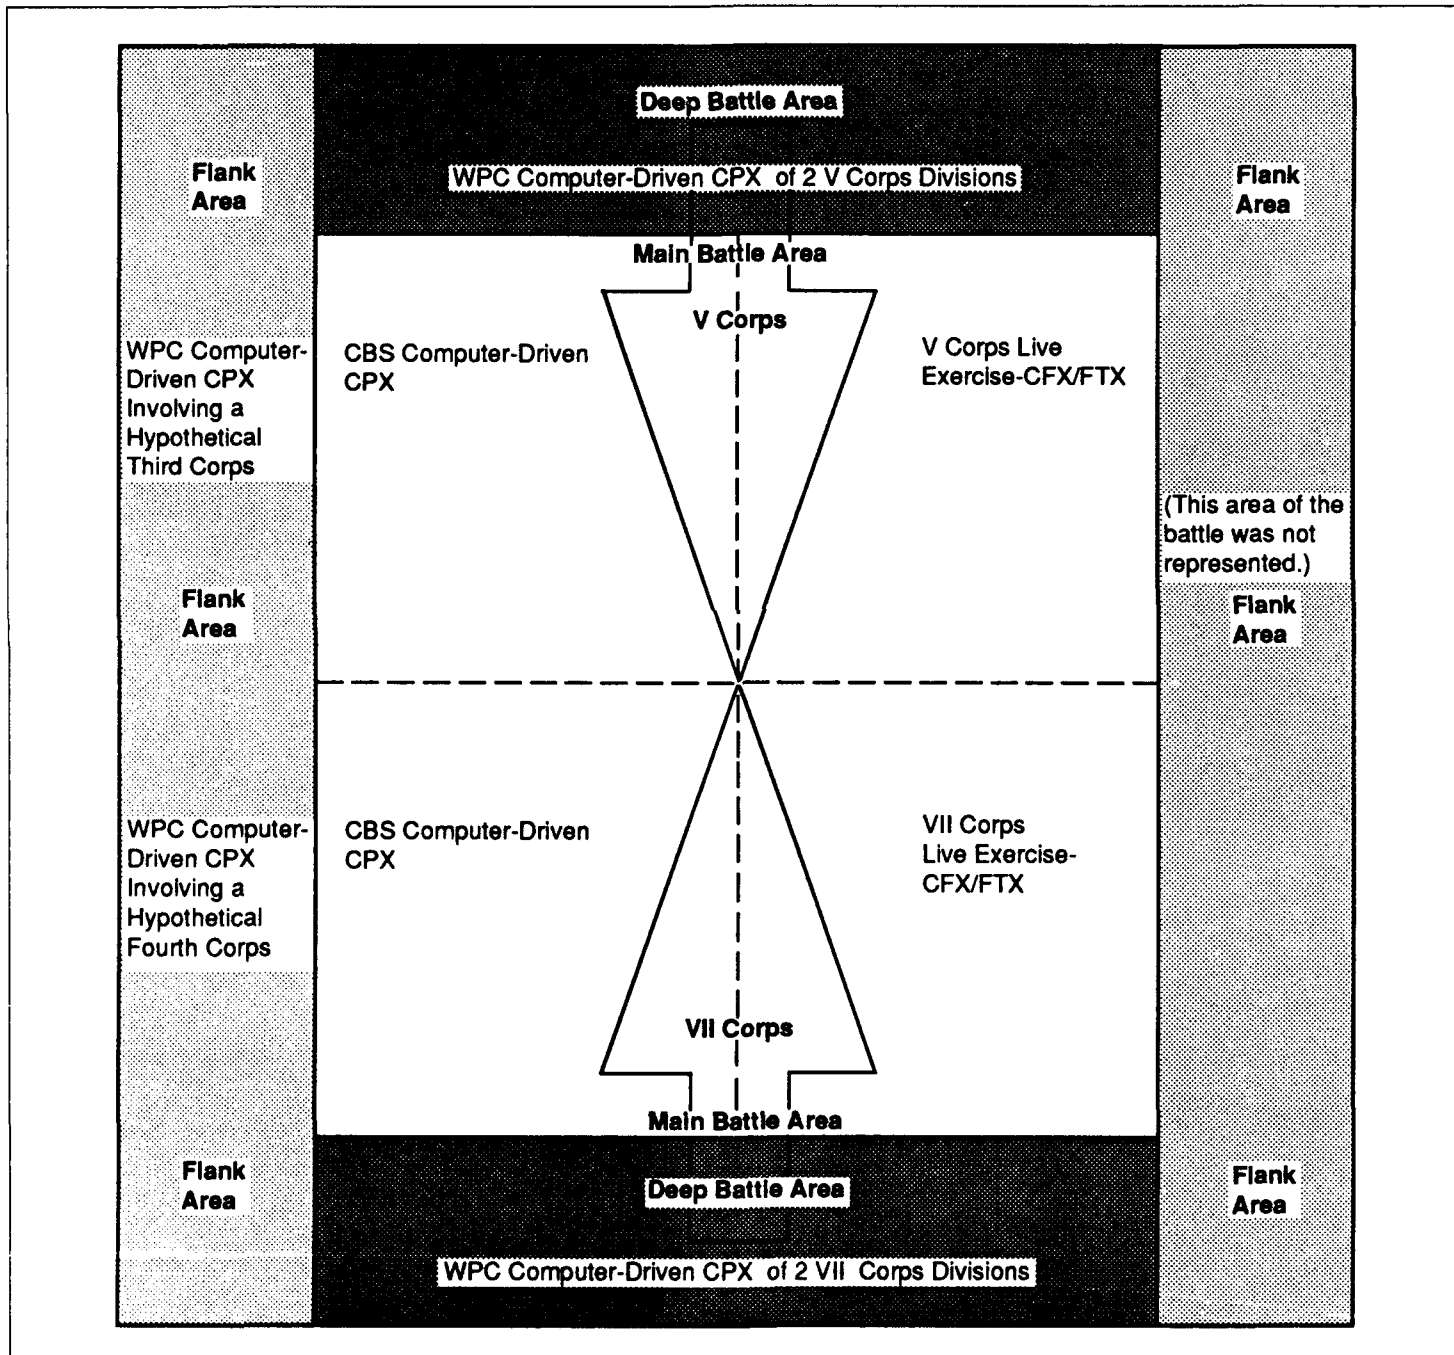 Deep Battle Area
WPC Computer-Driven CPX of 2 V Corps Divisions
Flank
Area
Flank
Area
Main Battle Area
V Corps
WPC Computer-
Driven CPX
Involving a
Hypothetical
Third Corps
CBS Computer-Driven
CPX
V Corps Live
Exercise-CFX/FTX
(This area of the
battle was not
represented.)
Flank
Area
Flank
Area
WPC Computer-
Driven CPX
Involving a
Hypothetical
Fourth Corps
CBS Computer-Driven
CPX
VII Corps
Live Exercise-
CFX/FTX
VII Corps
Main Battle Area
Flank
Area
Deep Battle Area
Flank
Area
WPC Computer-Driven CPX of 2 VII Corps Divisions